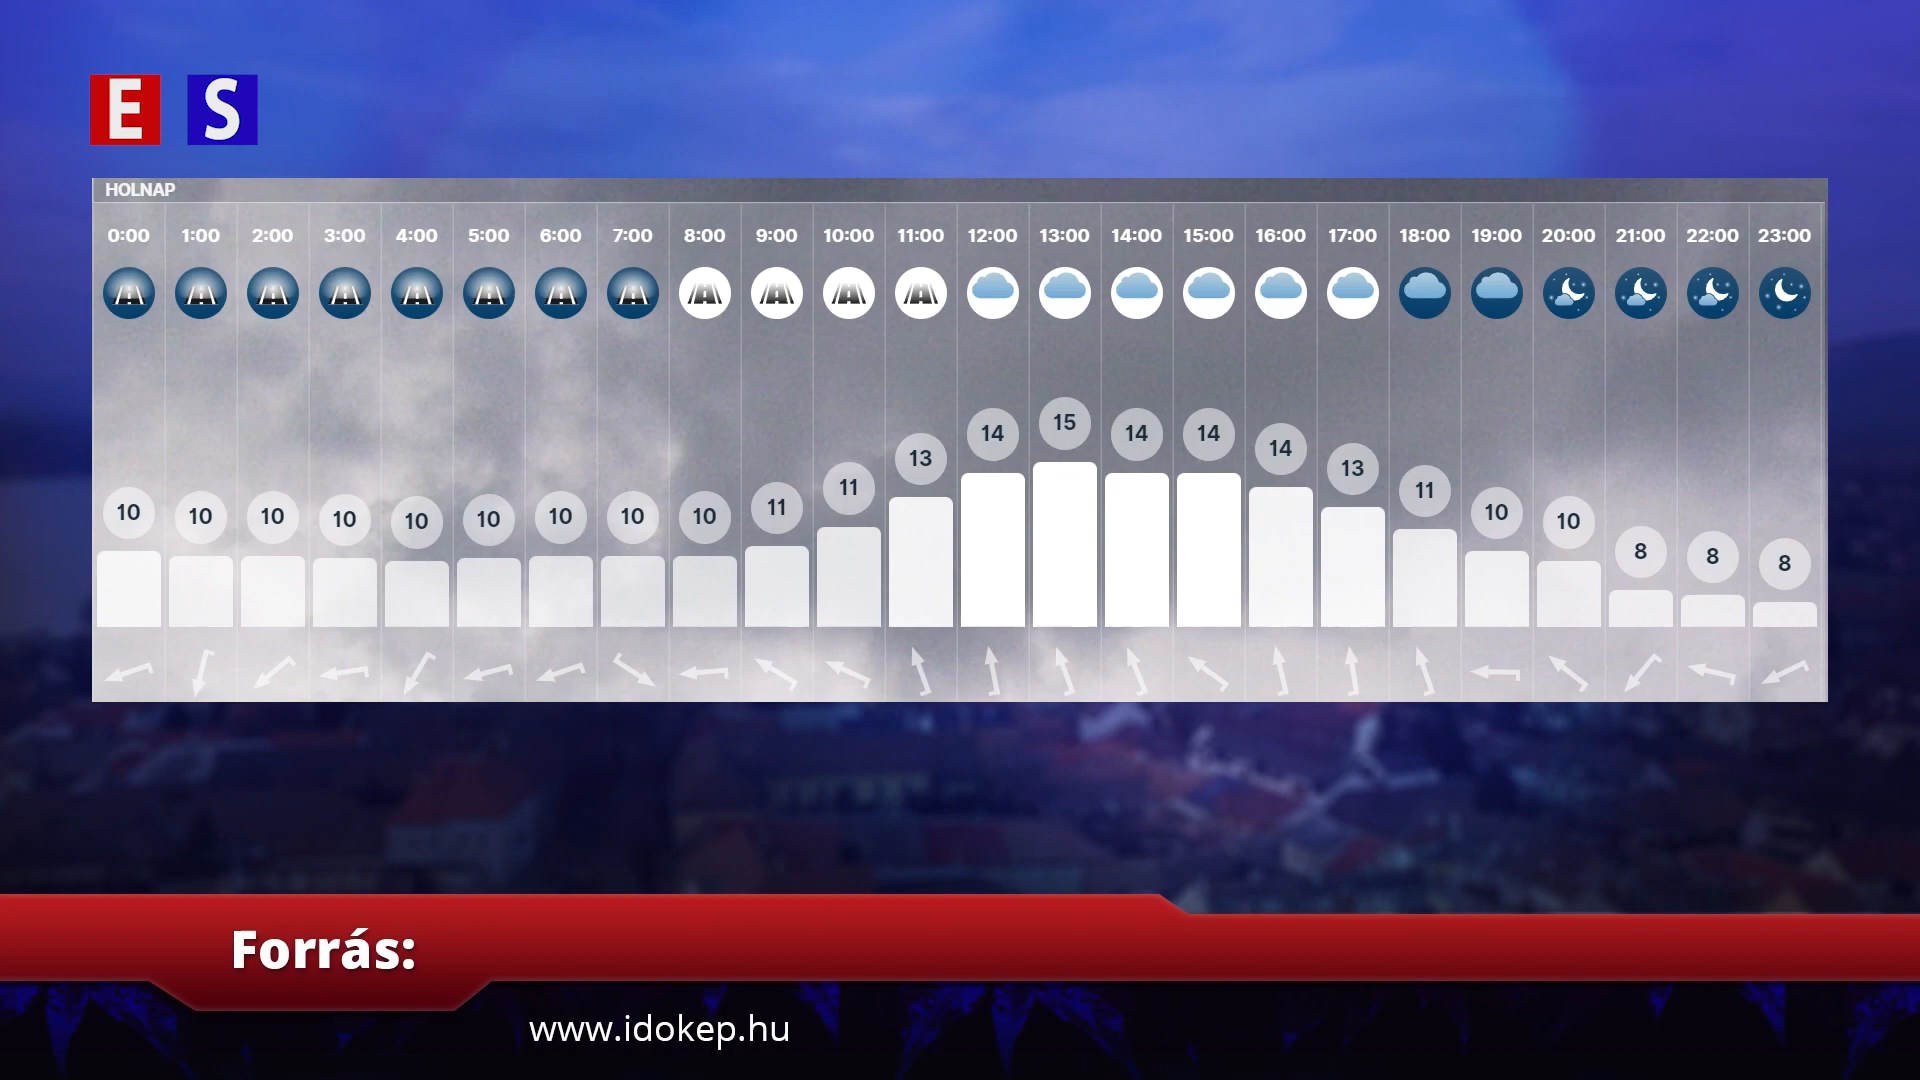 E S
HOLNAP
0:00 1:00 2:00 3:00 4:00 5:00 6:00 7:00 8:00 9:00 10:00 11:00 12:00 13:00 14:00 15:00 16:00 17:00 18:00 19:00 20:00 21:00 22:00 23:00
10 10 10 10 10 10 10 10 10 11 11 13 14 15 14 14 14 13 11 10 10 8 8 8
Forrás:
www.idokep.hu